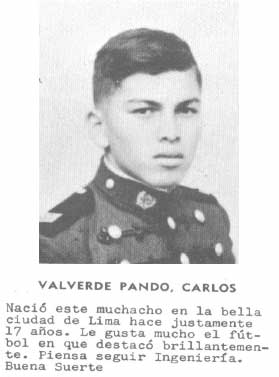 VALVERDE PANDO, CARLOS
Nació este muchacho en la bella
ciudad de Lima hace justamente
17 años. Le gusta mucho el fút-
bol en que destacó brillantemen-
te. Piensa seguir Ingeniería.
Buena Suerte